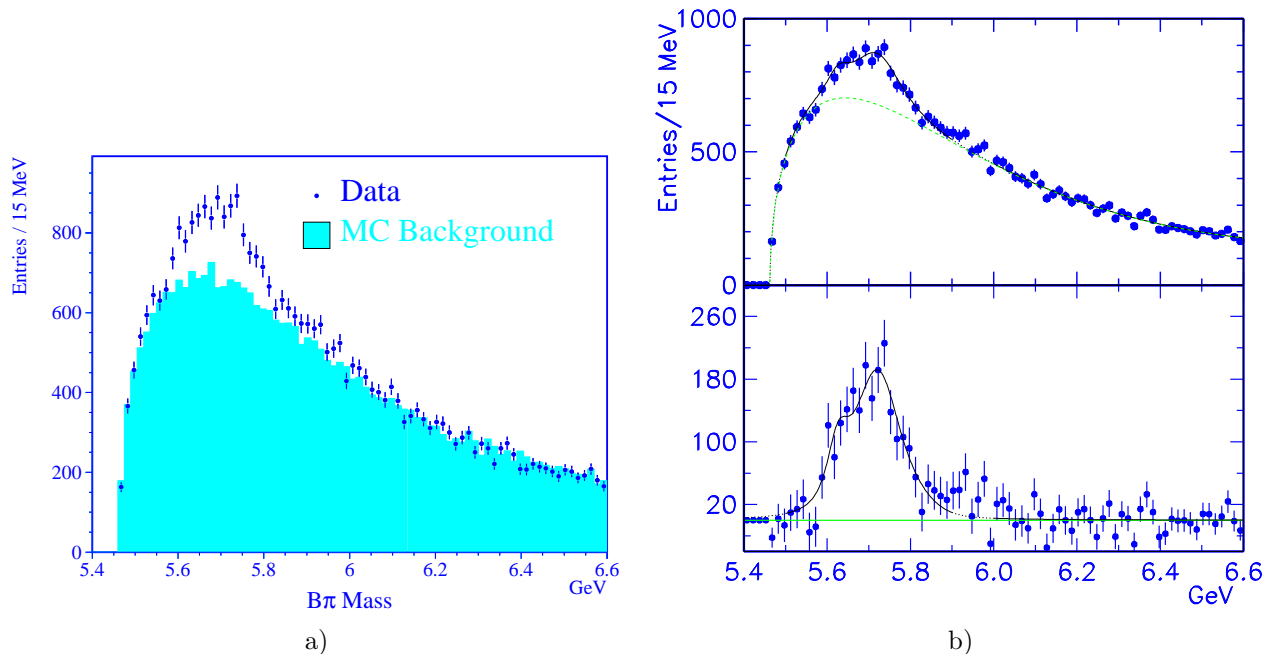 Entries / 15 MeV
800
600
400
200
0
Data
MC Background
5.4 5.6 5.8 6 6.2 6.4 6.6
GeV
Bπ Mass
a)
Entries/15 MeV
1000
500
0
260
180
100
20
5.4 5.6 5.8 6.0 6.2 6.4 6.6
GeV
b)